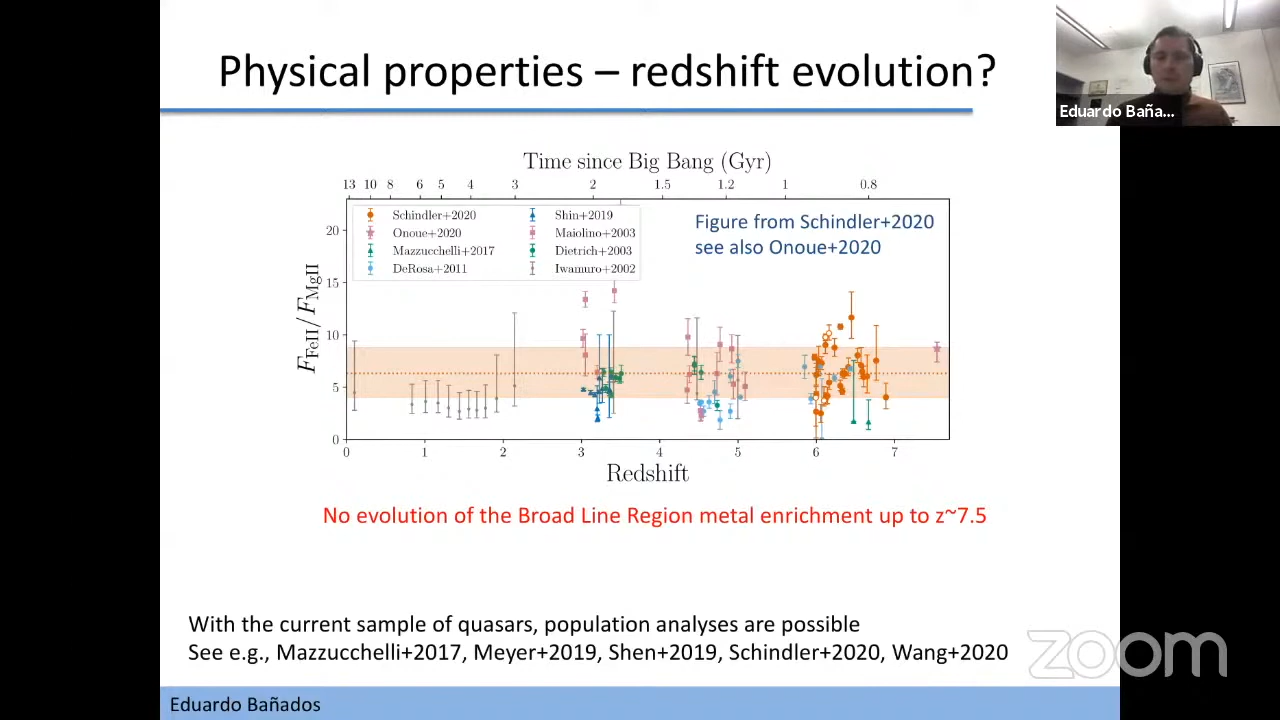 Physical properties – redshift evolution?
Eduardo Baña...
Time since Big Bang (Gyr)
13 10 8 6 5 4 3 2 1.5 1.2 1 0.8
Schindler+2020
Onoue+2020
Mazzucchelli+2017
DeRosa+2011
Shin+2019
Maiolino+2003
Dietrich+2003
Iwamuro+2002
Figure from Schindler+2020
see also Onoue+2020
20
15
10
5
0
F_FeII/F_MgII
0 1 2 3 4 5 6 7
Redshift
No evolution of the Broad Line Region metal enrichment up to z~7.5
With the current sample of quasars, population analyses are possible
See e.g., Mazzucchelli+2017, Meyer+2019, Shen+2019, Schindler+2020, Wang+2020
zoom
Eduardo Bañados